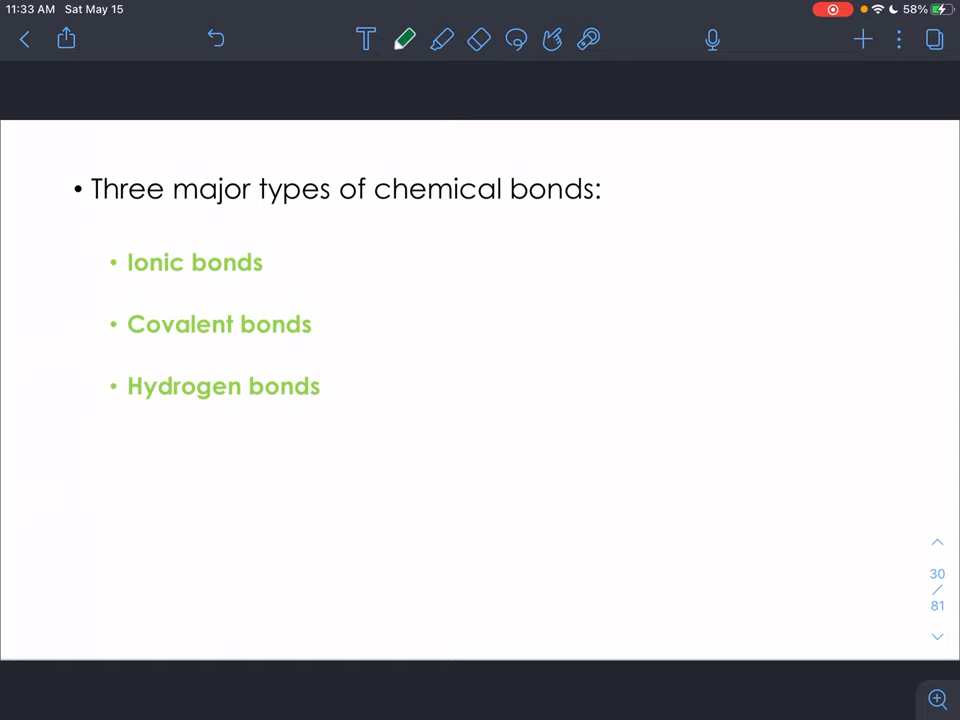 11:33 AM Sat May 15
58%
T
• Three major types of chemical bonds:
• Ionic bonds
• Covalent bonds
• Hydrogen bonds
30
/
81